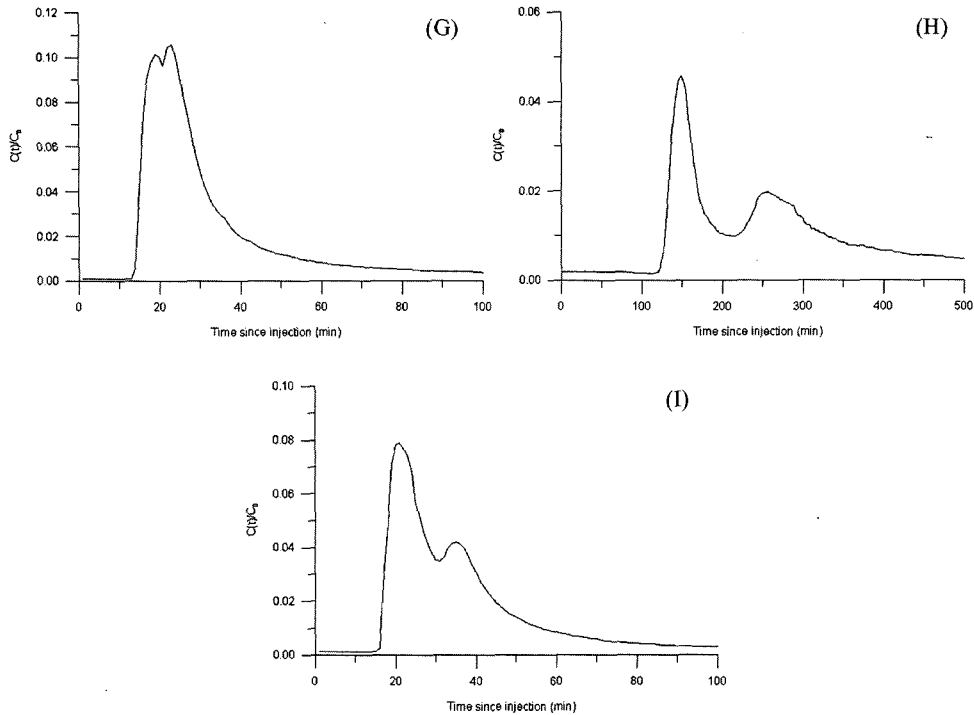 (G)
C(t)/C₀
0.12
0.10
0.08
0.06
0.04
0.02
0.00
0 20 40 60 80 100
Time since injection (min)
(H)
C(t)/C₀
0.06
0.04
0.02
0.00
0 100 200 300 400 500
Time since injection (min)
(I)
C(t)/C₀
0.10
0.08
0.06
0.04
0.02
0.00
0 20 40 60 80 100
Time since injection (min)